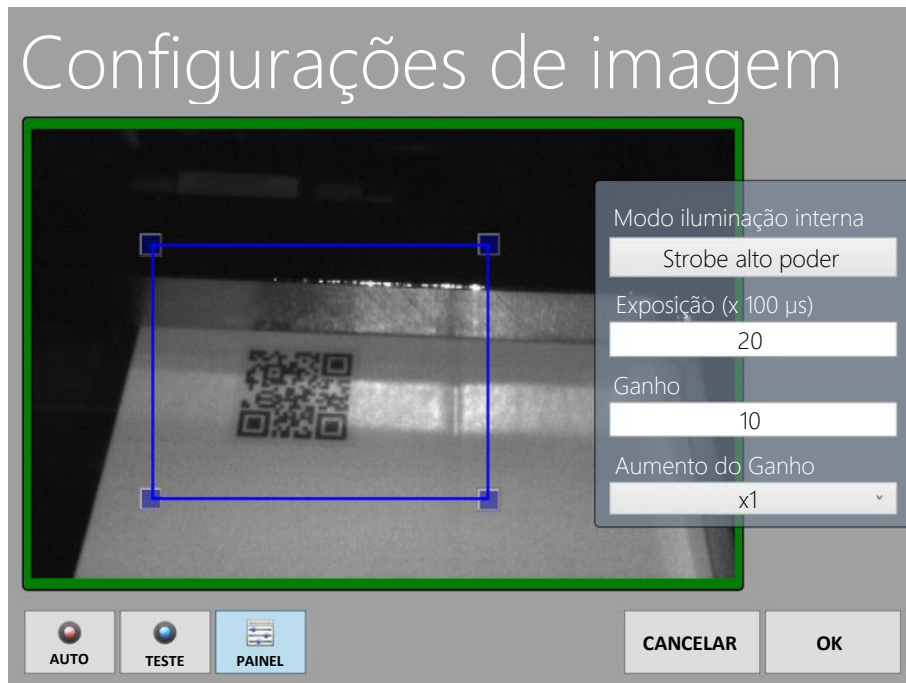 Configurações de imagem
Modo iluminação interna
Strobe alto poder
Exposição (x 100 µs)
20
Ganho
10
Aumento do Ganho
x1
AUTO
TESTE
PAINEL
CANCELAR
OK